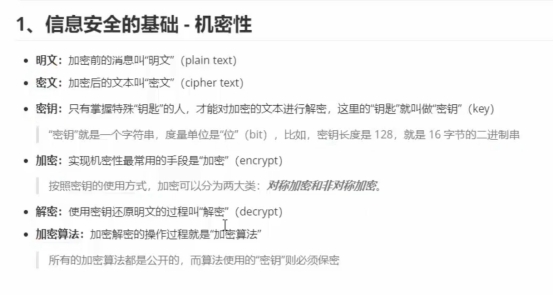 1、信息安全的基础 - 机密性
明文：加密前的消息叫“明文”（plain text）
密文：加密后的文本叫“密文”（cipher text）
密钥：只有掌握特殊“钥匙”的人，才能对加密的文本进行解密，这里的“钥匙”就叫做“密钥”（key）
“密钥”就是一个字符串，度量单位是“位”（bit），比如，密钥长度是 128，就是 16 字节的二进制串
加密：实现机密性最常用的手段是“加密”（encrypt）
按照密钥的使用方式，加密可以分为两大类：对称加密和非对称加密。
解密：使用密钥还原明文的过程叫“解密”（decrypt）
加密算法：加密解密的操作过程就是“加密算法”
所有的加密算法都是公开的，而算法使用的“密钥”则必须保密